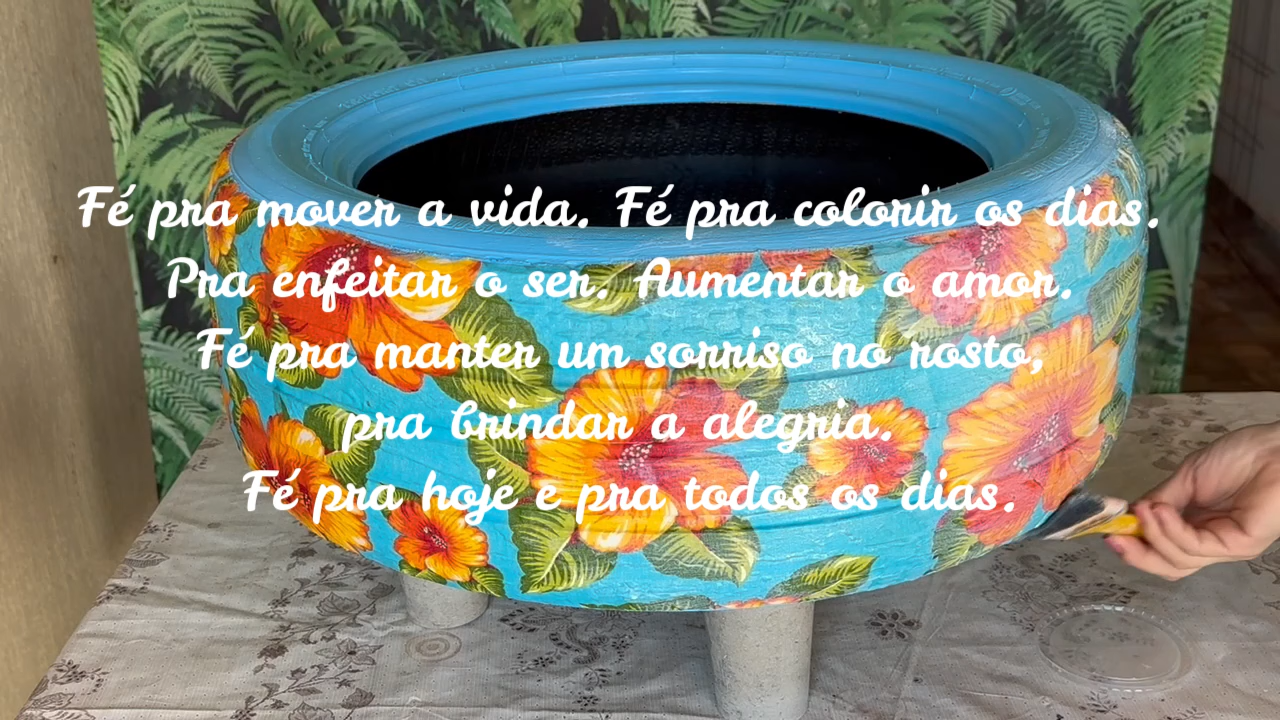 Fé pra mover a vida. Fé pra colorir os dias.
Pra enfeitar o ser. Aumentar o amor.
Fé pra manter um sorriso no rosto,
pra brindar a alegria.
Fé pra hoje e pra todos os dias.